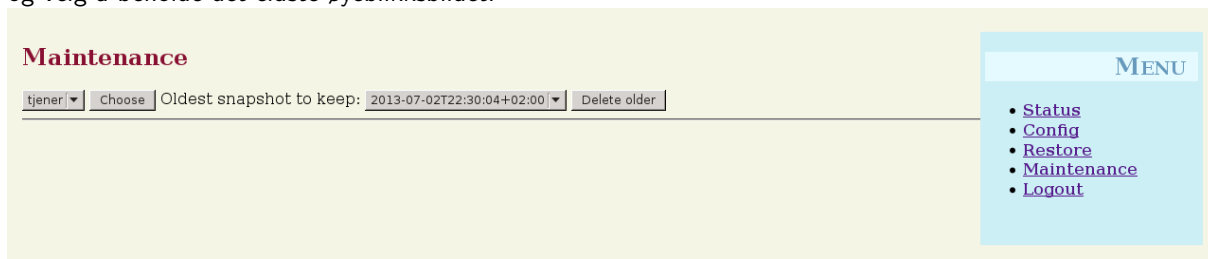 og velg å beholde det eldste øyeblikksbildet.
Maintenance
tjener Choose Oldest snapshot to keep: 2013-07-02T22:30:04+02:00 Delete older
MENU
Status
Config
Restore
Maintenance
Logout